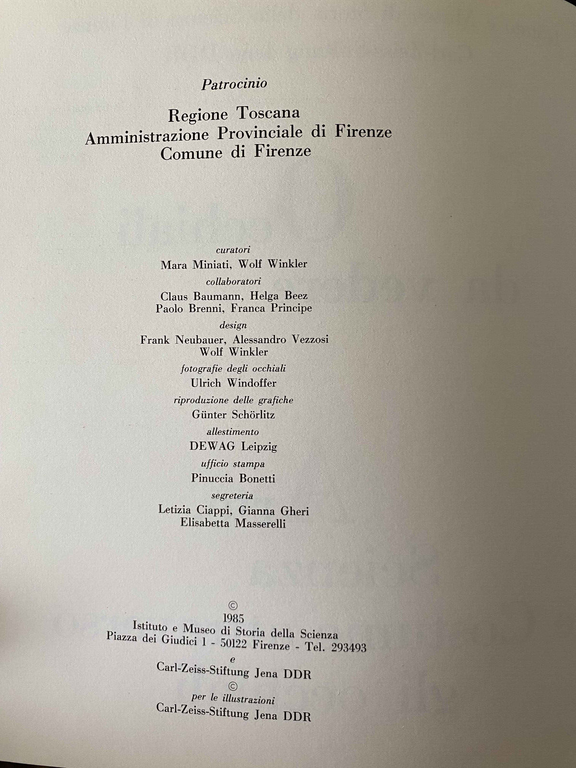 Patrocinio
Regione Toscana
Amministrazione Provinciale di Firenze
Comune di Firenze
curatori
Mara Miniati, Wolf Winkler
collaboratori
Claus Baumann, Helga Beez
Paolo Brenni, Franca Principe
design
Frank Neubauer, Alessandro Vezzosi
Wolf Winkler
fotografie degli occhiali
Ulrich Windoffer
riproduzione delle grafiche
Günter Schörlitz
allestimento
DEWAG Leipzig
ufficio stampa
Pinuccia Bonetti
segreteria
Letizia Ciappi, Gianna Gheri
Elisabetta Masserelli
©
1985
Istituto e Museo di Storia della Scienza
Piazza dei Giudici 1 - 50122 Firenze - Tel. 293493
e
Carl-Zeiss-Stiftung Jena DDR
©
per le illustrazioni
Carl-Zeiss-Stiftung Jena DDR